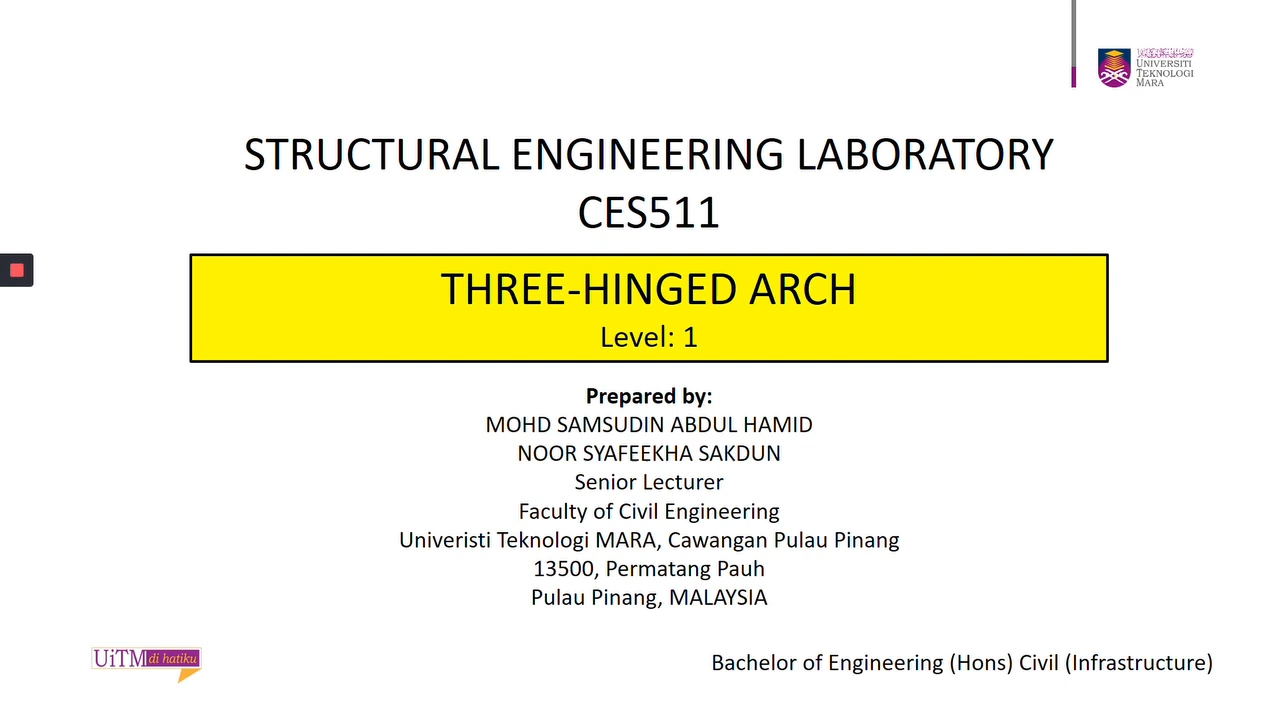 UNIVERSITI
TEKNOLOGI
MARA
STRUCTURAL ENGINEERING LABORATORY
CES511
THREE-HINGED ARCH
Level: 1
Prepared by:
MOHD SAMSUDIN ABDUL HAMID
NOOR SYAFEEKHA SAKDUN
Senior Lecturer
Faculty of Civil Engineering
Univeristi Teknologi MARA, Cawangan Pulau Pinang
13500, Permatang Pauh
Pulau Pinang, MALAYSIA
UiTM di hatiku
Bachelor of Engineering (Hons) Civil (Infrastructure)